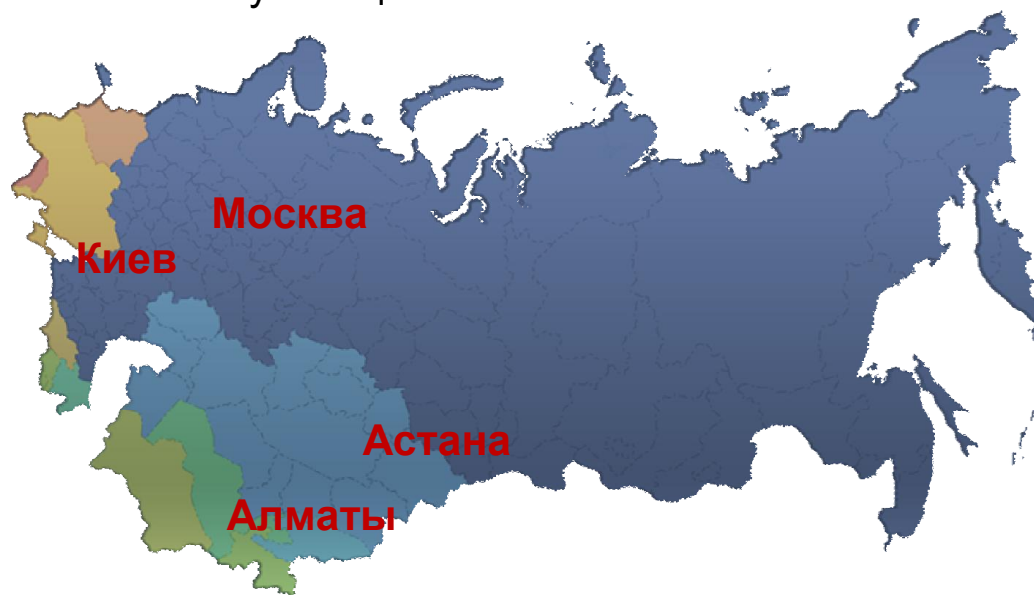 Москва
Киев
Астана
Алматы